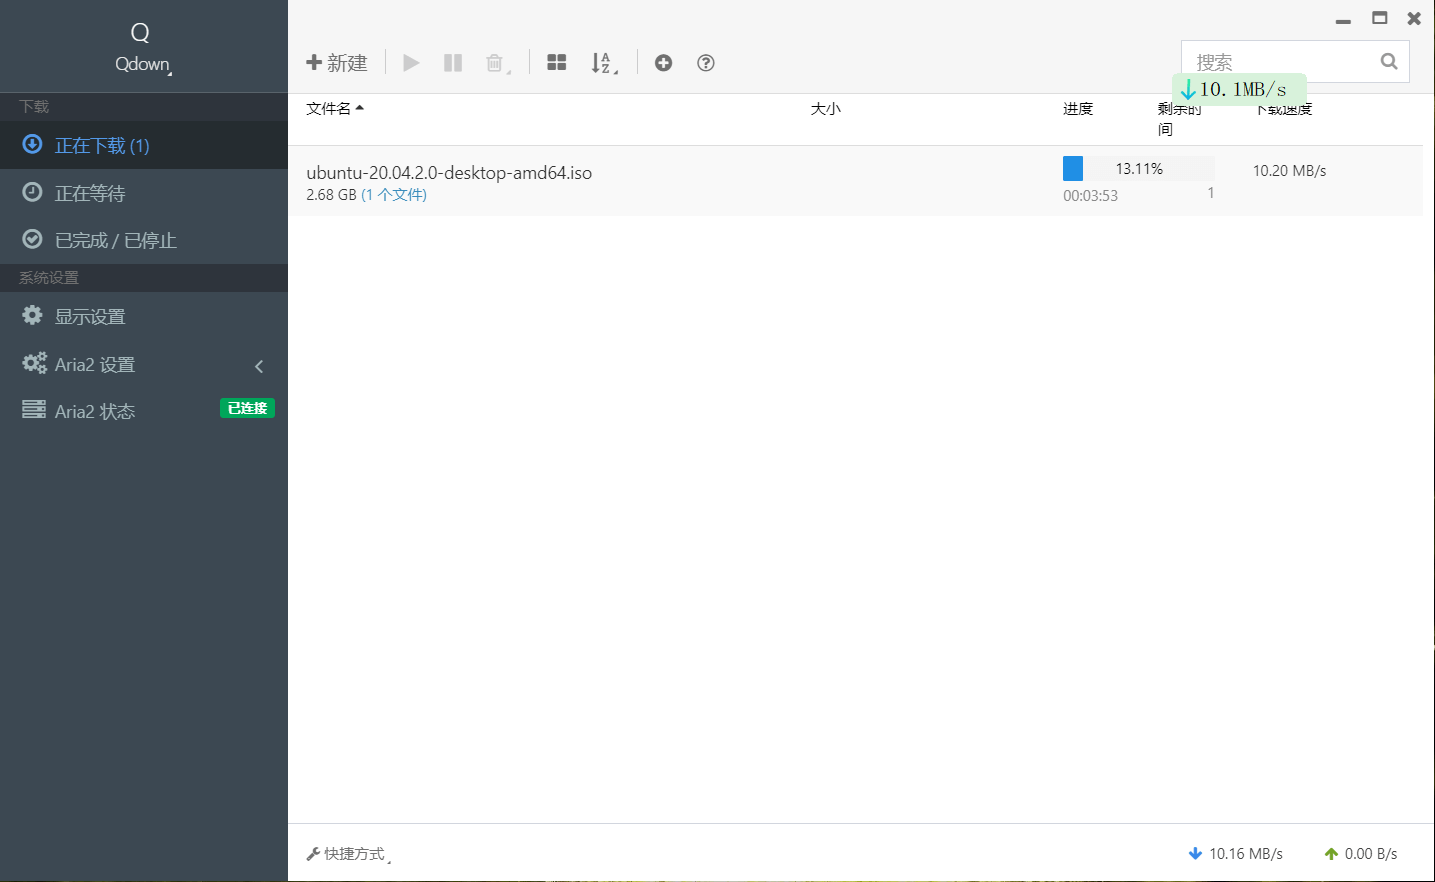 Q
Qdown
下载
正在下载 (1)
正在等待
已完成 / 已停止
系统设置
显示设置
Aria2 设置
Aria2 状态 已连接
新建
搜索
10.1MB/s
文件名 大小 进度 剩余时间 下载速度
ubuntu-20.04.2.0-desktop-amd64.iso
2.68 GB (1 个文件)
13.11%
00:03:53 1
10.20 MB/s
快捷方式
10.16 MB/s 0.00 B/s